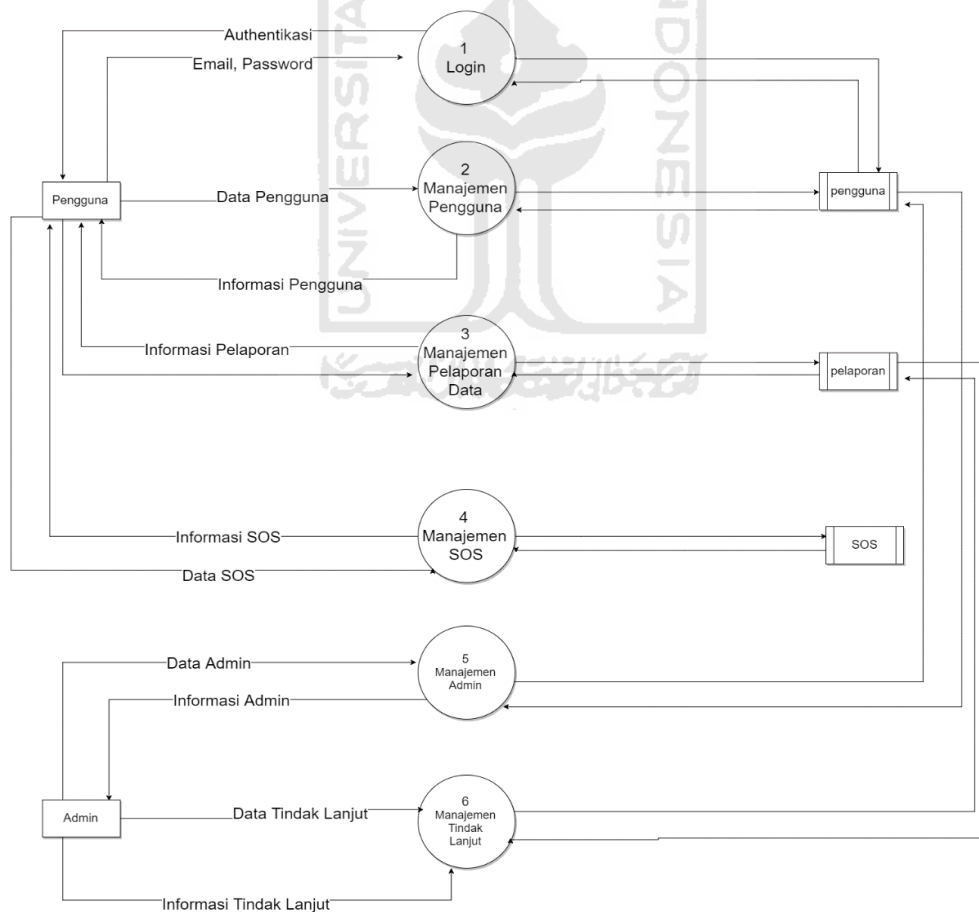 Authentikasi
Email, Password
1
Login
Pengguna
Data Pengguna
2
Manajemen
Pengguna
pengguna
Informasi Pengguna
Informasi Pelaporan
3
Manajemen
Pelaporan
Data
pelaporan
Informasi SOS
Data SOS
4
Manajemen
SOS
SOS
Data Admin
Informasi Admin
5
Manajemen
Admin
Admin
Data Tindak Lanjut
6
Manajemen
Tindak
Lanjut
Informasi Tindak Lanjut
UNIVERSITA
INDONESIA